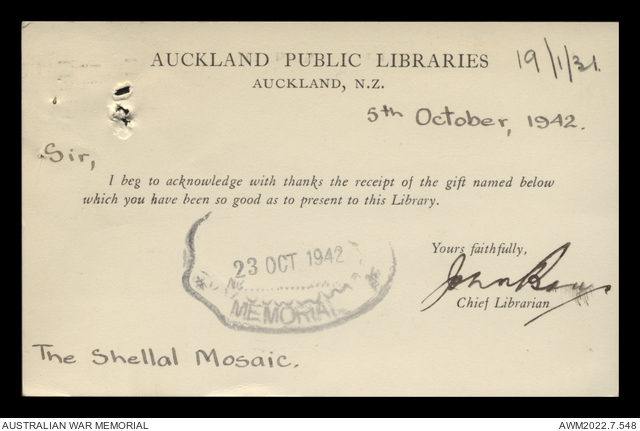 AUCKLAND PUBLIC LIBRARIES
19/1/31.
AUCKLAND, N.Z.
5th October, 1942.
Sir,
I beg to acknowledge with thanks the receipt of the gift named below
which you have been so good as to present to this Library.
Yours faithfully,
John
Chief Librarian
23 OCT 1942
MEMORIAL
The Shellal Mosaic.
AUSTRALIAN WAR MEMORIAL
AWM2022.7.548